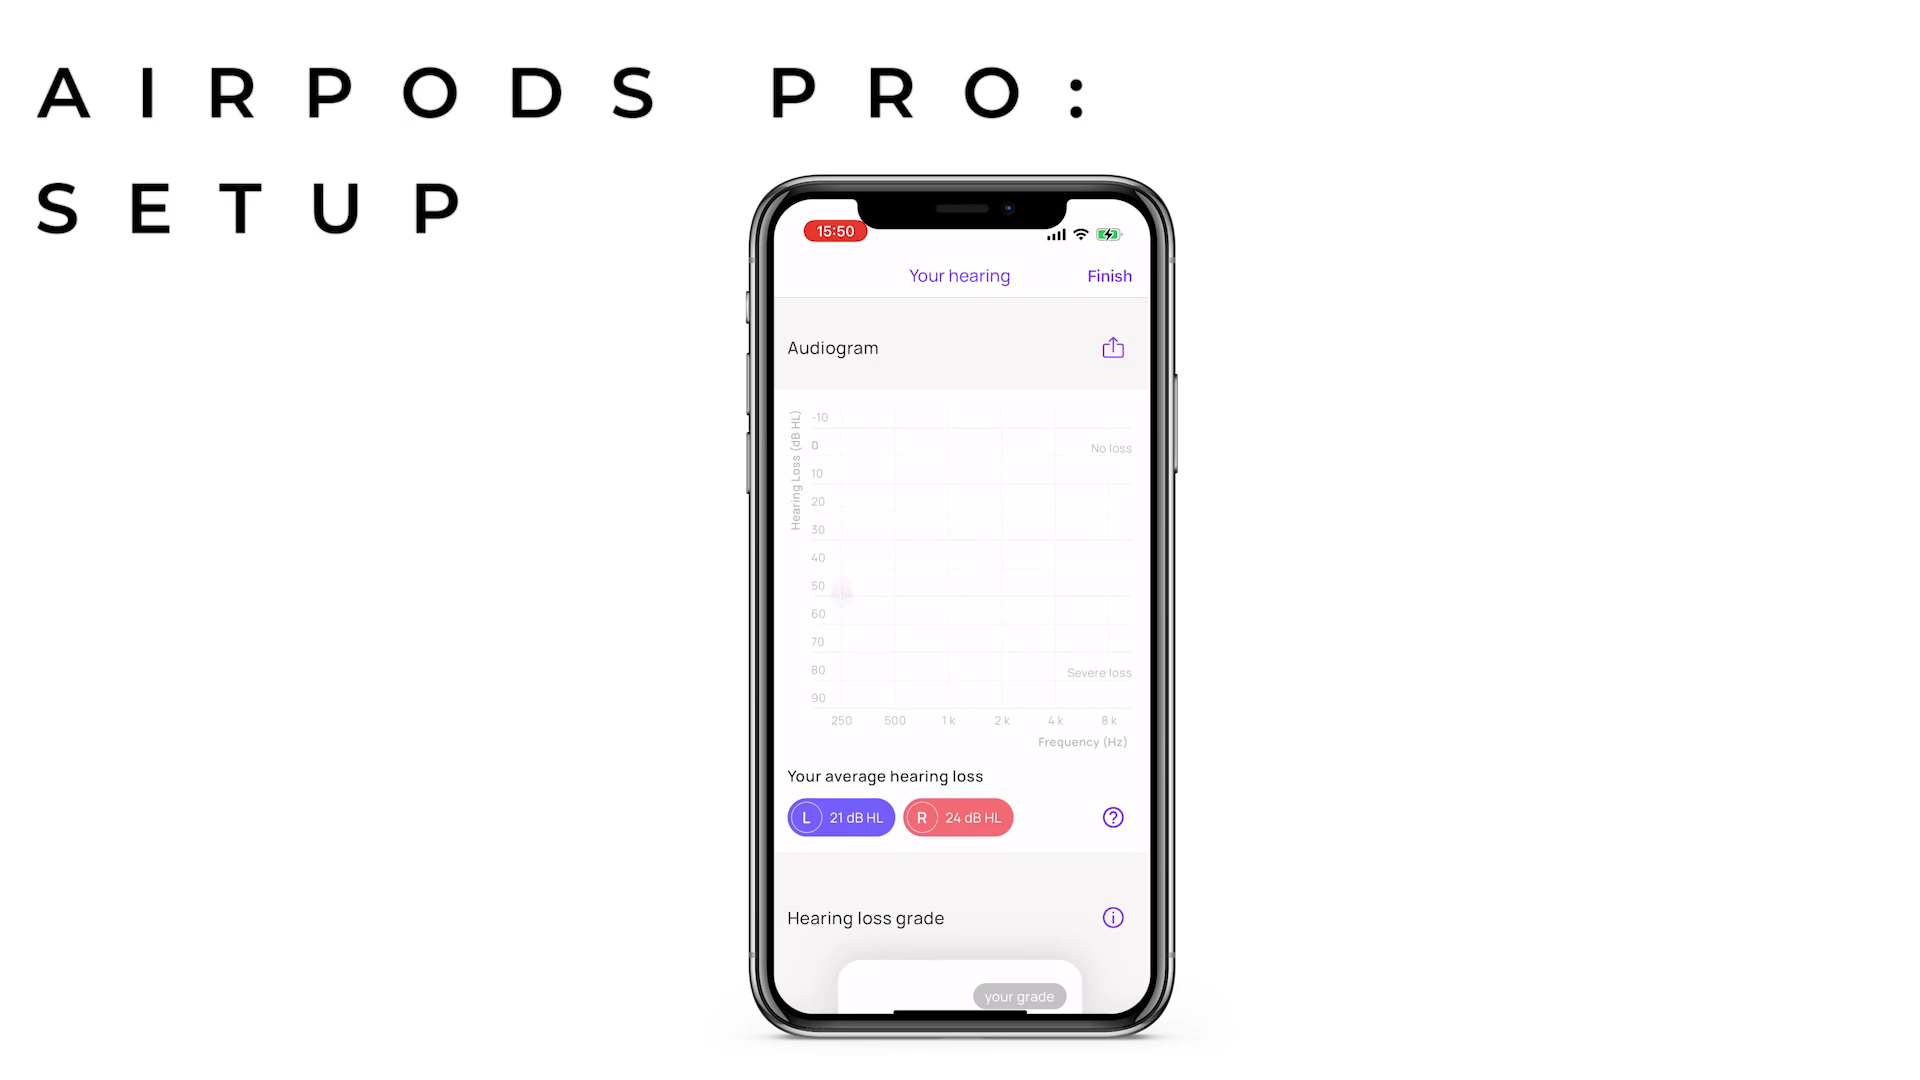 AIRPODS PRO:
SETUP
15:50
Your hearing
Finish
Audiogram
Hearing Loss (dB HL)
-10
0
10
20
30
40
50
60
70
80
90
No loss
Severe loss
250 500 1 k 2 k 4 k 8 k
Frequency (Hz)
Your average hearing loss
L 21 dB HL R 24 dB HL
?
Hearing loss grade
i
your grade